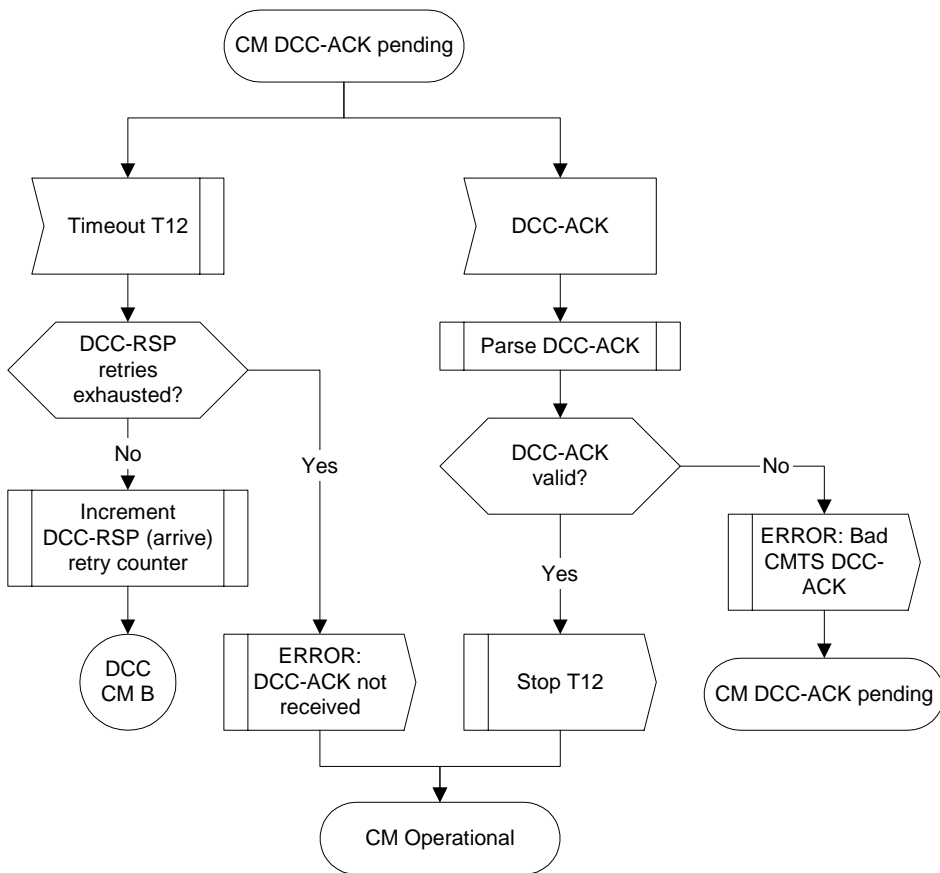 CM DCC-ACK pending
Timeout T12
DCC-ACK
DCC-RSP
retries
exhausted?
Parse DCC-ACK
No
Yes
DCC-ACK
valid?
No
Increment
DCC-RSP (arrive)
retry counter
Yes
ERROR: Bad
CMTS DCC-
ACK
DCC
CM B
ERROR:
DCC-ACK not
received
Stop T12
CM DCC-ACK pending
CM Operational